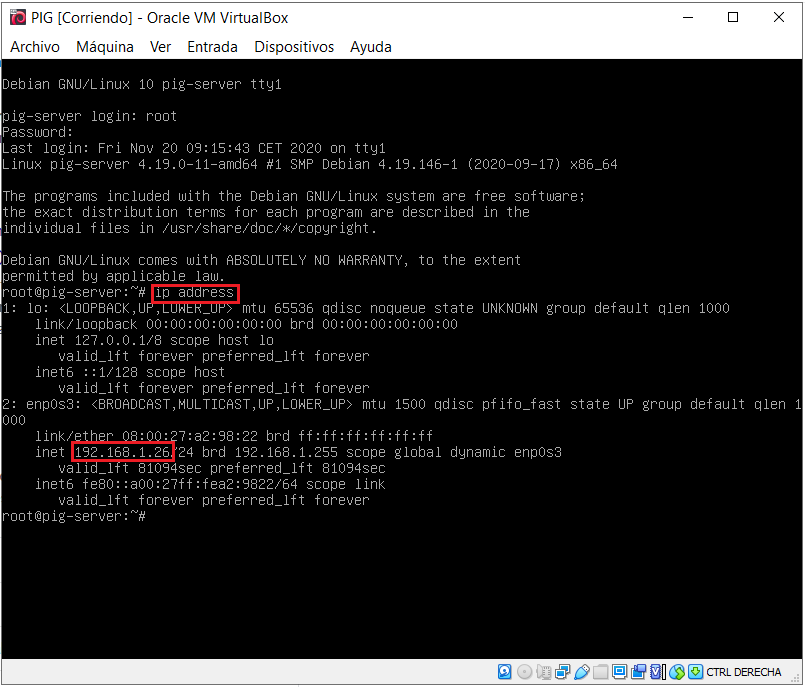 PIG [Corriendo] - Oracle VM VirtualBox
Archivo Máquina Ver Entrada Dispositivos Ayuda
Debian GNU/Linux 10 pig-server tty1
pig-server login: root
Password:
Last login: Fri Nov 20 09:15:43 CET 2020 on tty1
Linux pig-server 4.19.0-11-amd64 #1 SMP Debian 4.19.146-1 (2020-09-17) x86_64
The programs included with the Debian GNU/Linux system are free software;
the exact distribution terms for each program are described in the
individual files in /usr/share/doc/*/copyright.
Debian GNU/Linux comes with ABSOLUTELY NO WARRANTY, to the extent
permitted by applicable law.
root@pig-server:~# ip address
1: lo: <LOOPBACK,UP,LOWER_UP> mtu 65536 qdisc noqueue state UNKNOWN group default qlen 1000
link/loopback 00:00:00:00:00:00 brd 00:00:00:00:00:00
inet 127.0.0.1/8 scope host lo
valid_lft forever preferred_lft forever
inet6 ::1/128 scope host
valid_lft forever preferred_lft forever
2: enp0s3: <BROADCAST,MULTICAST,UP,LOWER_UP> mtu 1500 qdisc pfifo_fast state UP group default qlen 1
000
link/ether 08:00:27:a2:98:22 brd ff:ff:ff:ff:ff:ff
inet 192.168.1.26/24 brd 192.168.1.255 scope global dynamic enp0s3
valid_lft 81094sec preferred_lft 81094sec
inet6 fe80::a00:27ff:fea2:9822/64 scope link
valid_lft forever preferred_lft forever
root@pig-server:~#
CTRL DERECHA